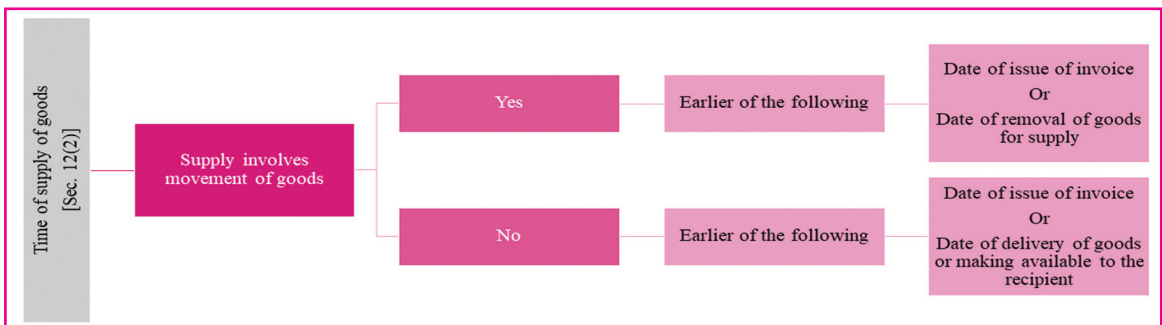 Time of supply of goods
[Sec. 12(2)]
Supply involves
movement of goods
Yes
Earlier of the following
Date of issue of invoice
Or
Date of removal of goods
for supply
No
Earlier of the following
Date of issue of invoice
Or
Date of delivery of goods
or making available to the
recipient